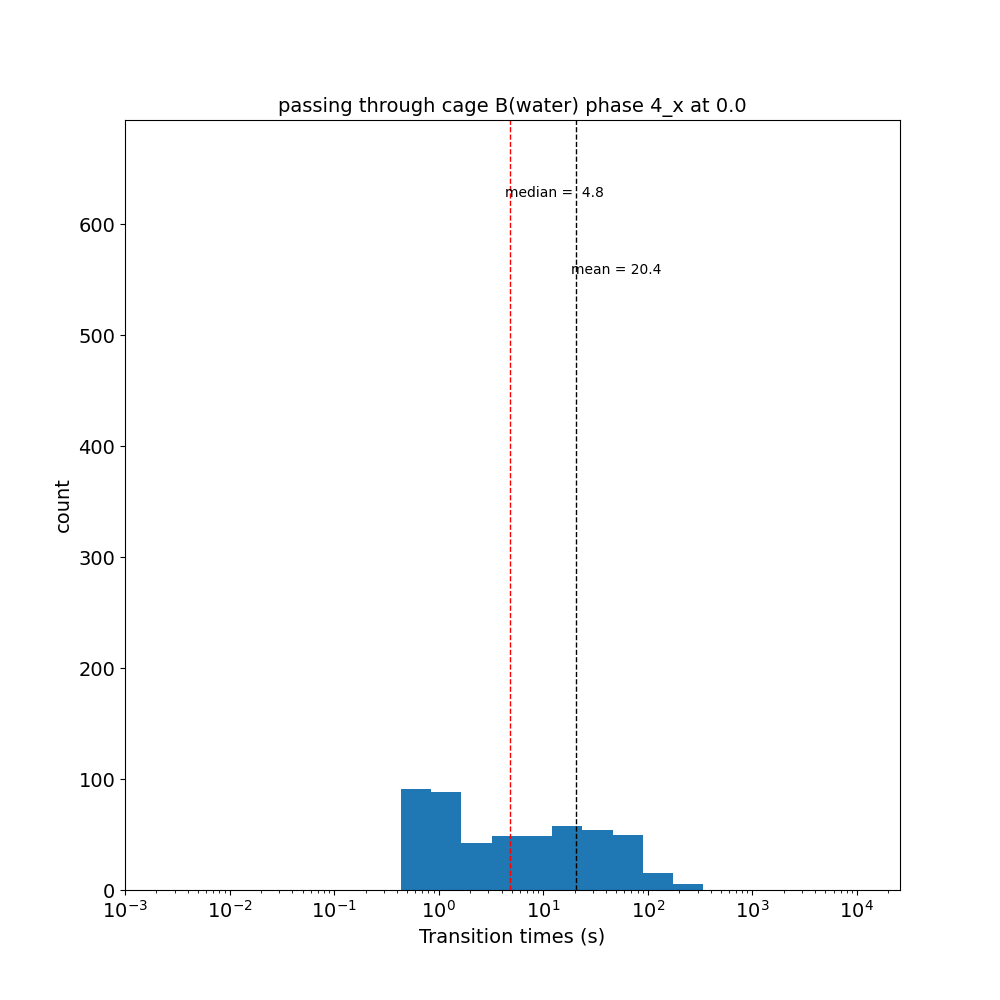 passing through cage B(water) phase 4_x at 0.0
median =  4.8
mean = 20.4
600
500
400
300
200
100
0
count
10⁻³ 10⁻² 10⁻¹ 10⁰ 10¹ 10² 10³ 10⁴
Transition times (s)